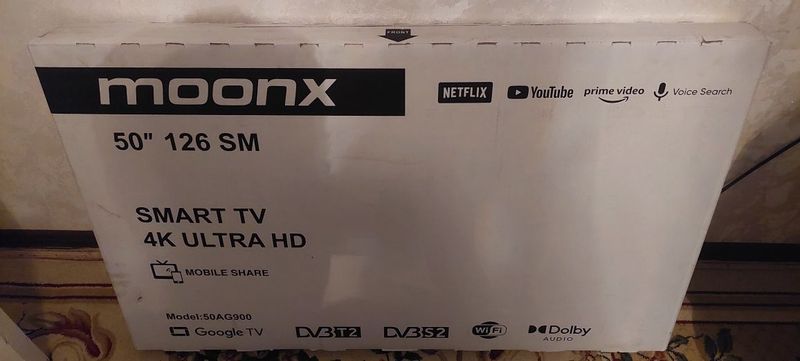 FRONT
moonx
NETFLIX YouTube prime video Voice Search
50" 126 SM
SMART TV
4K ULTRA HD
MOBILE SHARE
Model:50AG900
Google TV DVB T2 DVB S2 WiFi Dolby
AUDIO